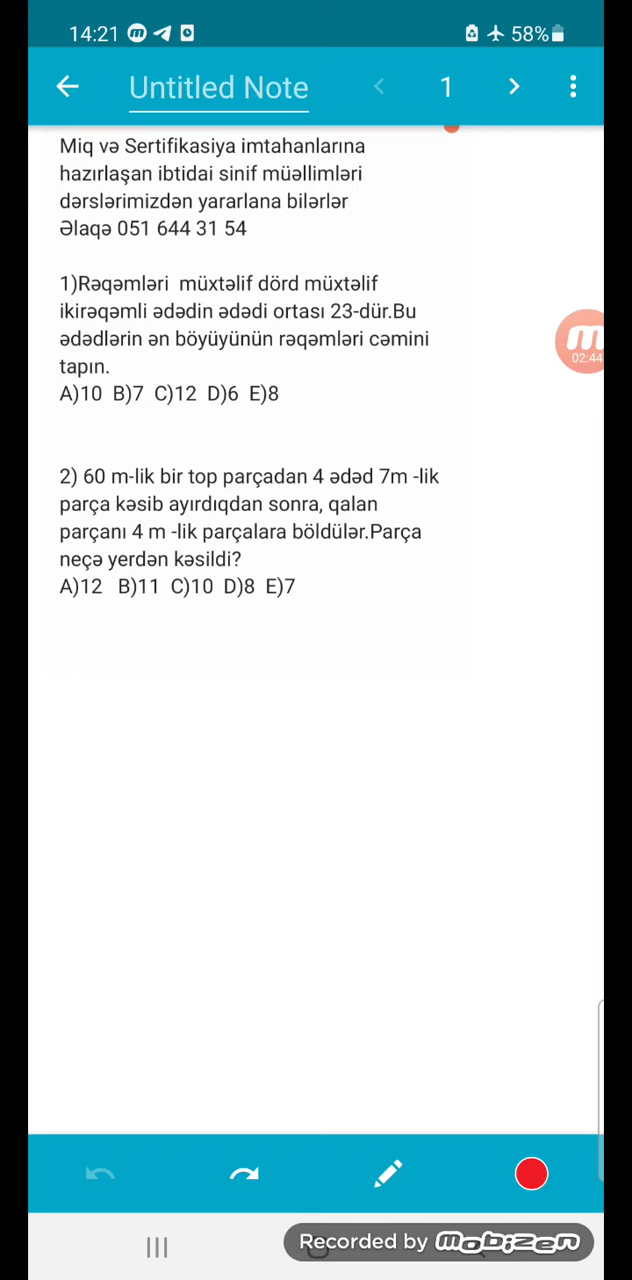 14:21 58%
Untitled Note 1
Miq və Sertifikasiya imtahanlarına
hazırlaşan ibtidai sinif müəllimləri
dərslərimizdən yararlana bilərlər
Əlaqə 051 644 31 54
1)Rəqəmləri müxtəlif dörd müxtəlif
ikirəqəmli ədədin ədədi ortası 23-dür.Bu
ədədlərin ən böyüyünün rəqəmləri cəmini
tapın.
A)10 B)7 C)12 D)6 E)8
02:44
2) 60 m-lik bir top parçadan 4 ədəd 7m -lik
parça kəsib ayırdıqdan sonra, qalan
parçanı 4 m -lik parçalara böldülər.Parça
neçə yerdən kəsildi?
A)12 B)11 C)10 D)8 E)7
Recorded by mobizen